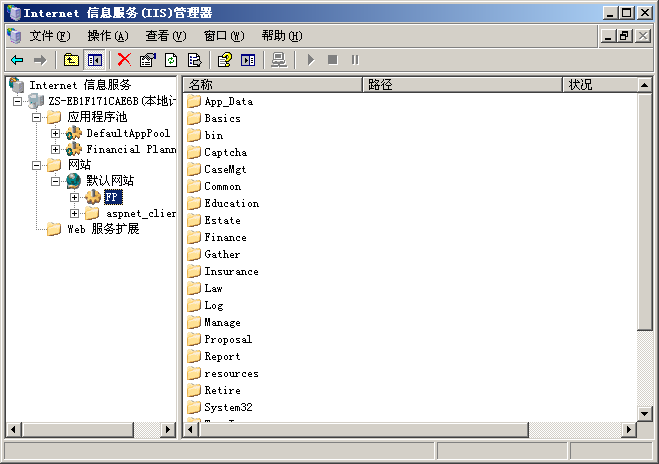 Internet 信息服务(IIS)管理器
文件(F) 操作(A) 查看(V) 窗口(W) 帮助(H)
Internet 信息服务
ZS-EB1F171CAE6B(本地计
应用程序池
DefaultAppPool
Financial Plann
网站
默认网站
FP
aspnet_clien
Web 服务扩展
名称 路径 状况
App_Data
Basics
bin
Captcha
CaseMgt
Common
Education
Estate
Finance
Gather
Insurance
Law
Log
Manage
Proposal
Report
resources
Retire
System32